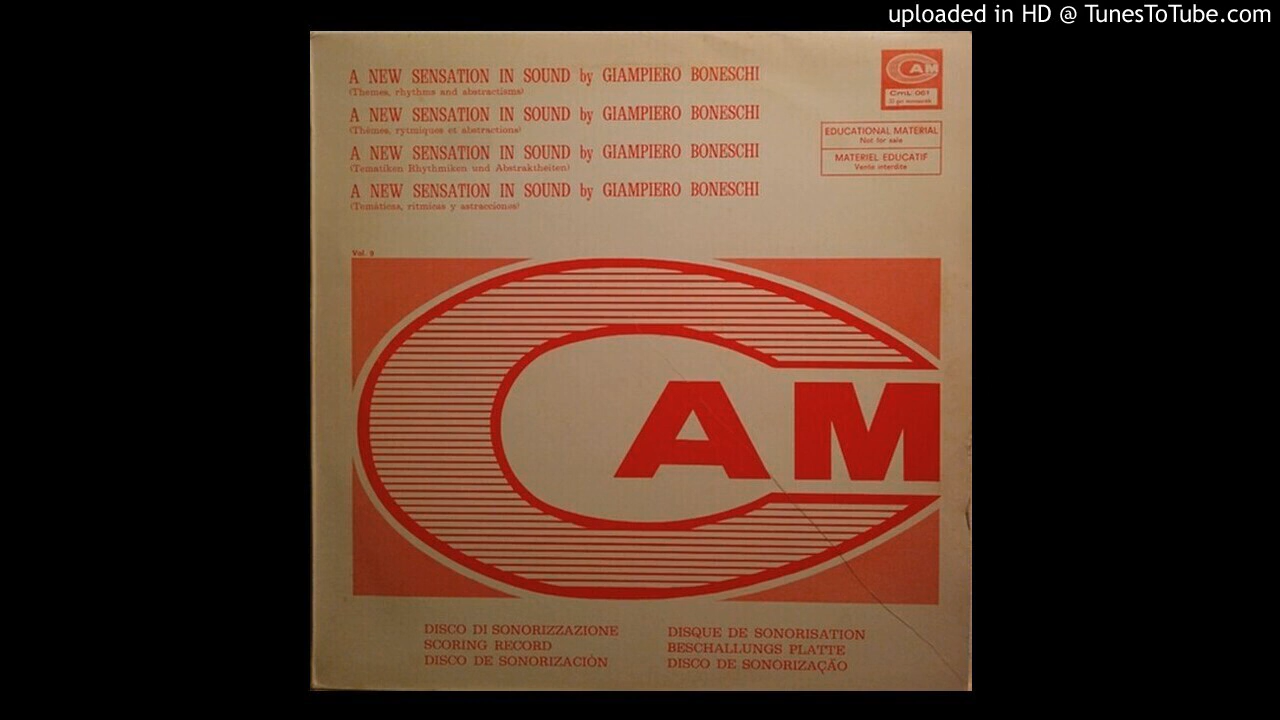 uploaded in HD @ TunesToTube.com
A NEW SENSATION IN SOUND by GIAMPIERO BONESCHI
(Themes, rhythms and abstractisms)
A NEW SENSATION IN SOUND by GIAMPIERO BONESCHI
(Thèmes, rytmiques et abstractions)
A NEW SENSATION IN SOUND by GIAMPIERO BONESCHI
(Tematiken Rhythmiken und Abstraktheiten)
A NEW SENSATION IN SOUND by GIAMPIERO BONESCHI
(Temáticas, ritmicas y astracciones)
CAM
CmL 061
EDUCATIONAL MATERIAL
Not for sale
MATERIEL EDUCATIF
Vente interdite
Vol.
CAM
DISCO DI SONORIZZAZIONE
SCORING RECORD
DISCO DE SONORIZACIÒN
DISQUE DE SONORISATION
BESCHALLUNGS PLATTE
DISCO DE SONORIZAÇÃO